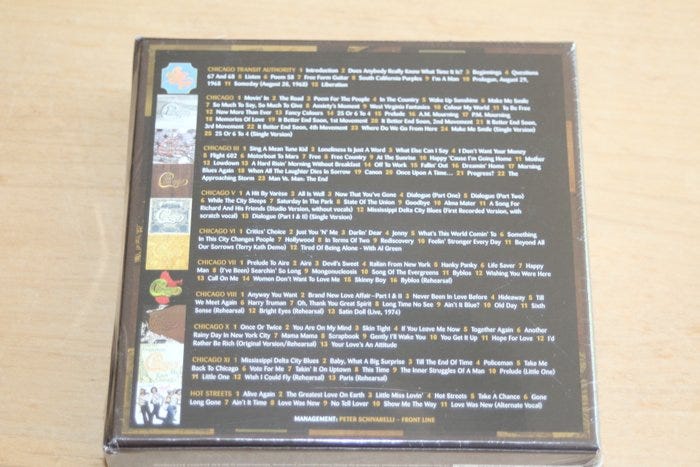 CHICAGO TRANSIT AUTHORITY 1 Introduction 2 Does Anybody Really Know What Time It Is? 3 Beginnings 4 Questions
67 And 68 5 Listen 6 Poem 58 7 Free Form Guitar 8 South California Purples 9 I'm A Man 10 Prologue, August 29,
1968 11 Someday (August 28, 1968) 12 Liberation
CHICAGO 1 Movin' In 2 The Road 3 Poem For The People 4 In The Country 5 Wake Up Sunshine 6 Make Me Smile
7 So Much To Say, So Much To Give 8 Anxiety's Moment 9 West Virginia Fantasies 10 Colour My World 11 To Be Free
12 Now More Than Ever 13 Fancy Colours 14 25 Or 6 To 4 15 Prelude 16 A.M. Mourning 17 P.M. Mourning
18 Memories Of Love 19 It Better End Soon, 1st Movement 20 It Better End Soon, 2nd Movement 21 It Better End Soon,
3rd Movement 22 It Better End Soon, 4th Movement 23 Where Do We Go From Here 24 Make Me Smile (Single Version)
25 25 Or 6 To 4 (Single Version)
CHICAGO III 1 Sing A Mean Tune Kid 2 Loneliness Is Just A Word 3 What Else Can I Say 4 I Don't Want Your Money
5 Flight 602 6 Motorboat To Mars 7 Free 8 Free Country 9 At The Sunrise 10 Happy 'Cause I'm Going Home 11 Mother
12 Lowdown 13 A Hard Risin' Morning Without Breakfast 14 Off To Work 15 Fallin' Out 16 Dreamin' Home 17 Morning
Blues Again 18 When All The Laughter Dies In Sorrow 19 Canon 20 Once Upon A Time... 21 Progress? 22 The
Approaching Storm 23 Man Vs. Man: The End
CHICAGO V 1 A Hit By Varèse 2 All Is Well 3 Now That You've Gone 4 Dialogue (Part One) 5 Dialogue (Part Two)
6 While The City Sleeps 7 Saturday In The Park 8 State Of The Union 9 Goodbye 10 Alma Mater 11 A Song For
Richard And His Friends (Studio Version, without vocals) 12 Mississippi Delta City Blues (First Recorded Version, with
scratch vocal) 13 Dialogue (Part I & II) (Single Version)
CHICAGO VI 1 Critics' Choice 2 Just You 'N' Me 3 Darlin' Dear 4 Jenny 5 What's This World Comin' To 6 Something
In This City Changes People 7 Hollywood 8 In Terms Of Two 9 Rediscovery 10 Feelin' Stronger Every Day 11 Beyond All
Our Sorrows (Terry Kath Demo) 12 Tired Of Being Alone - With Al Green
CHICAGO VII 1 Prelude To Aire 2 Aire 3 Devil's Sweet 4 Italian From New York 5 Hanky Panky 6 Life Saver 7 Happy
Man 8 (I've Been) Searchin' So Long 9 Mongonucleosis 10 Song Of The Evergreens 11 Byblos 12 Wishing You Were Here
13 Call On Me 14 Women Don't Want To Love Me 15 Skinny Boy 16 Byblos (Rehearsal)
CHICAGO VIII 1 Anyway You Want 2 Brand New Love Affair-Part I & II 3 Never Been In Love Before 4 Hideaway 5 Till
We Meet Again 6 Harry Truman 7 Oh, Thank You Great Spirit 8 Long Time No See 9 Ain't It Blue? 10 Old Day 11 Sixth
Sense (Rehearsal) 12 Bright Eyes (Rehearsal) 13 Satin Doll (Live, 1974)
CHICAGO X 1 Once Or Twice 2 You Are On My Mind 3 Skin Tight 4 If You Leave Me Now 5 Together Again 6 Another
Rainy Day In New York City 7 Mama Mama 8 Scrapbook 9 Gently I'll Wake You 10 You Get It Up 11 Hope For Love 12 I'd
Rather Be Rich (Original Version/Rehearsal) 13 Your Love's An Attitude
CHICAGO XI 1 Mississippi Delta City Blues 2 Baby, What A Big Surprise 3 Till The End Of Time 4 Policeman 5 Take Me
Back To Chicago 6 Vote For Me 7 Takin' It On Uptown 8 This Time 9 The Inner Struggles Of A Man 10 Prelude (Little One)
11 Little One 12 Wish I Could Fly (Rehearsal) 13 Paris (Rehearsal)
HOT STREETS 1 Alive Again 2 The Greatest Love On Earth 3 Little Miss Lovin' 4 Hot Streets 5 Take A Chance 6 Gone
Long Gone 7 Ain't It Time 8 Love Was New 9 No Tell Lover 10 Show Me The Way 11 Love Was New (Alternate Vocal)
MANAGEMENT: PETER SCHIVARELLI - FRONT LINE